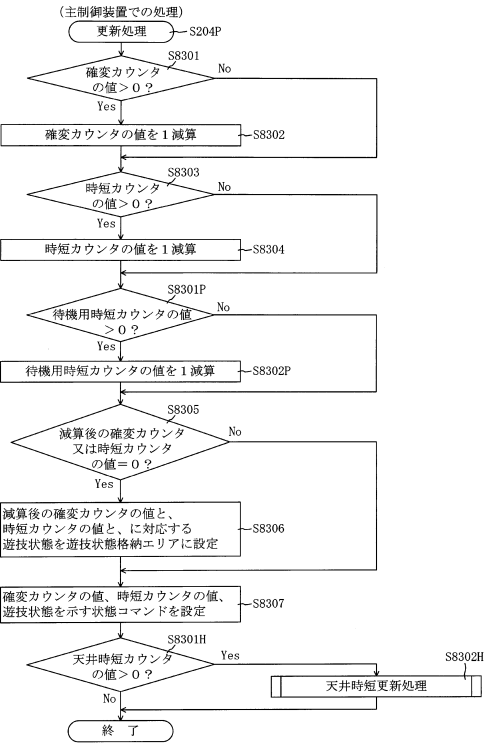 (主制御装置での処理)
更新処理
S204P
S8301
確変カウンタ
の値>０？
No
Yes
確変カウンタの値を１減算
S8302
S8303
時短カウンタ
の値>０？
No
Yes
時短カウンタの値を１減算
S8304
S8301P
待機用時短カウンタの値
>０？
No
Yes
待機用時短カウンタの値を１減算
S8302P
S8305
減算後の確変カウンタ
又は時短カウンタ
の値=０？
No
Yes
減算後の確変カウンタの値と、
時短カウンタの値と、に対応する
遊技状態を遊技状態格納エリアに設定
S8306
確変カウンタの値、時短カウンタの値、
遊技状態を示す状態コマンドを設定
S8307
S8301H
天井時短カウンタ
の値>０？
Yes
No
S8302H
天井時短更新処理
終　了